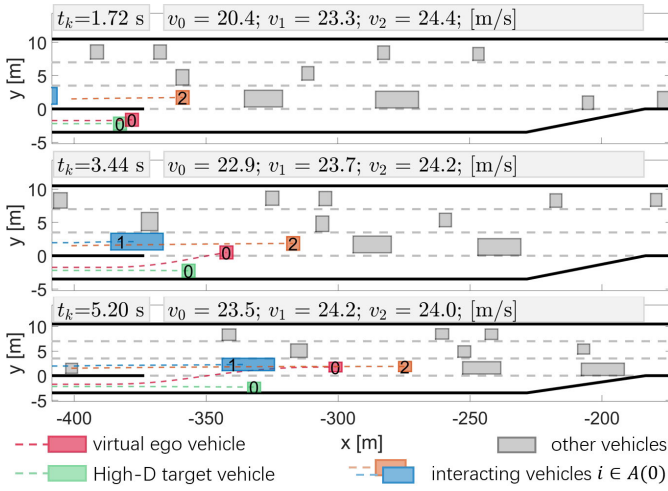 t_k=1.72 s v_0 = 20.4; v_1 = 23.3; v_2 = 24.4; [m/s]
y [m]
10
5
0
-5
2
0
0
t_k=3.44 s v_0 = 22.9; v_1 = 23.7; v_2 = 24.2; [m/s]
y [m]
10
5
0
-5
1
2
0
0
t_k=5.20 s v_0 = 23.5; v_1 = 24.2; v_2 = 24.0; [m/s]
y [m]
10
5
0
-5
1
0
2
0
-400 -350 -300 -250 -200
x [m]
virtual ego vehicle
other vehicles
High-D target vehicle
interacting vehicles i ∈ A(0)